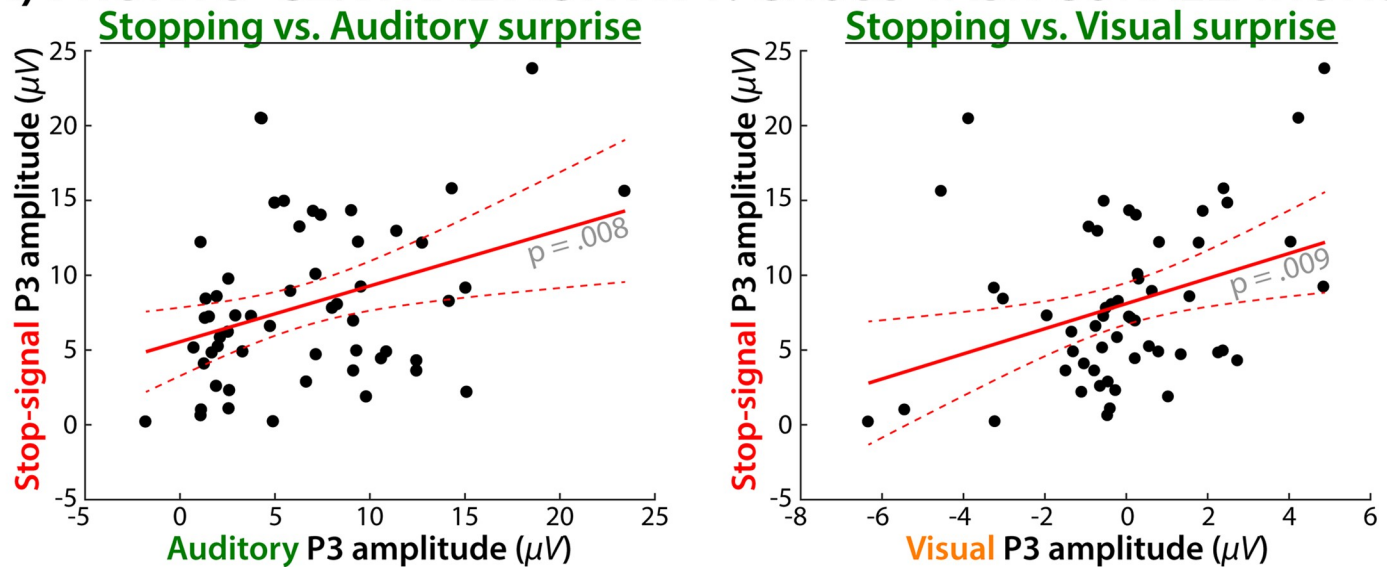 Stopping vs. Auditory surprise
Stop-signal P3 amplitude (μV)
25
20
15
10
5
0
-5
p = .008
-5 0 5 10 15 20 25
Auditory P3 amplitude (μV)
Stopping vs. Visual surprise
Stop-signal P3 amplitude (μV)
25
20
15
10
5
0
-5
p = .009
-8 -6 -4 -2 0 2 4 6
Visual P3 amplitude (μV)